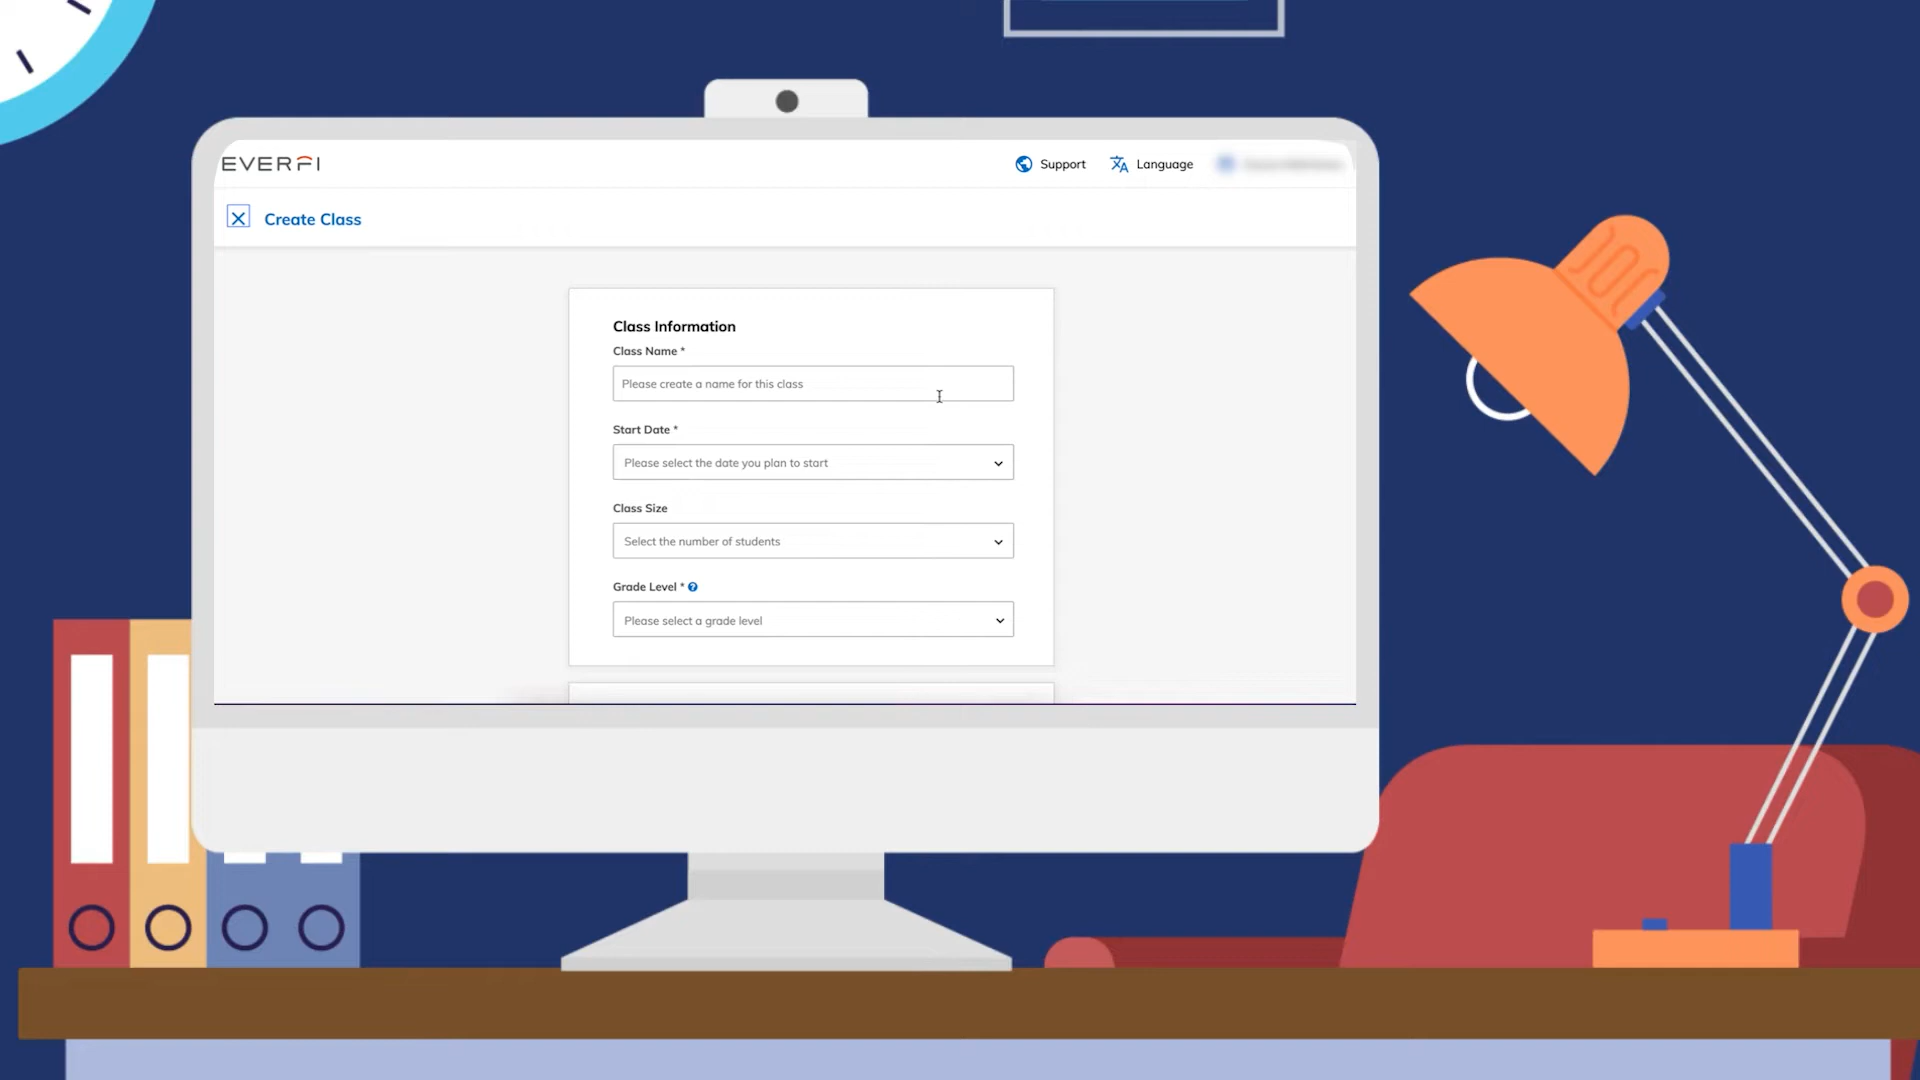 EVERFI
Support
Language
Create Class
Class Information
Class Name *
Please create a name for this class
Start Date *
Please select the date you plan to start
Class Size
Select the number of students
Grade Level * ?
Please select a grade level